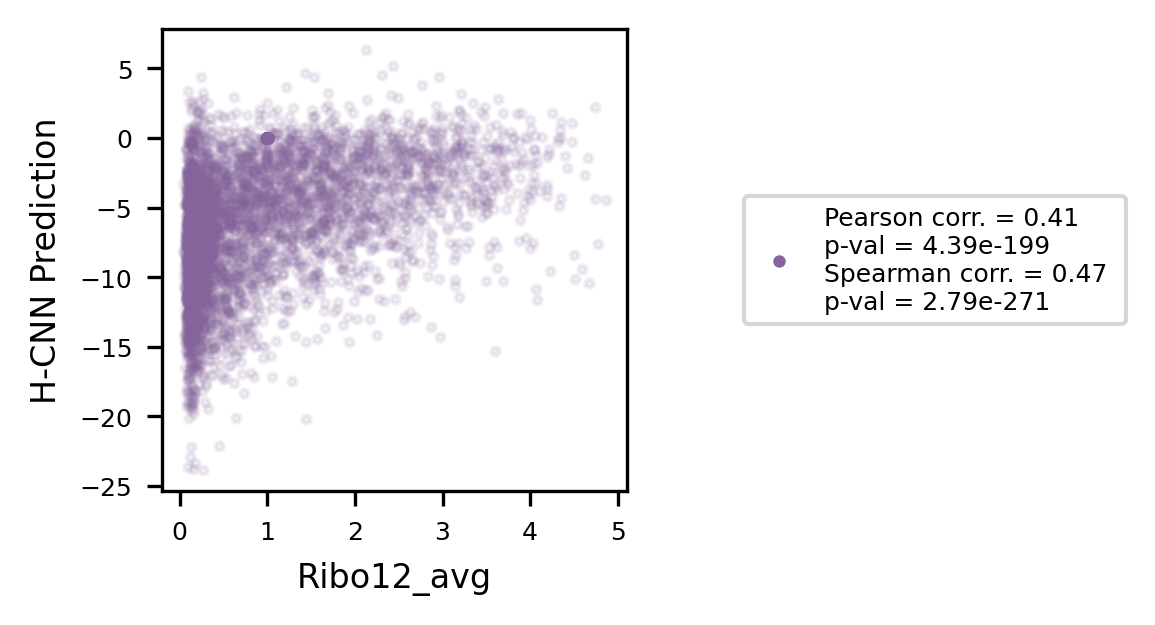 H-CNN Prediction
5
0
−5
−10
−15
−20
−25
0 1 2 3 4 5
Ribo12_avg
Pearson corr. = 0.41
p-val = 4.39e-199
Spearman corr. = 0.47
p-val = 2.79e-271